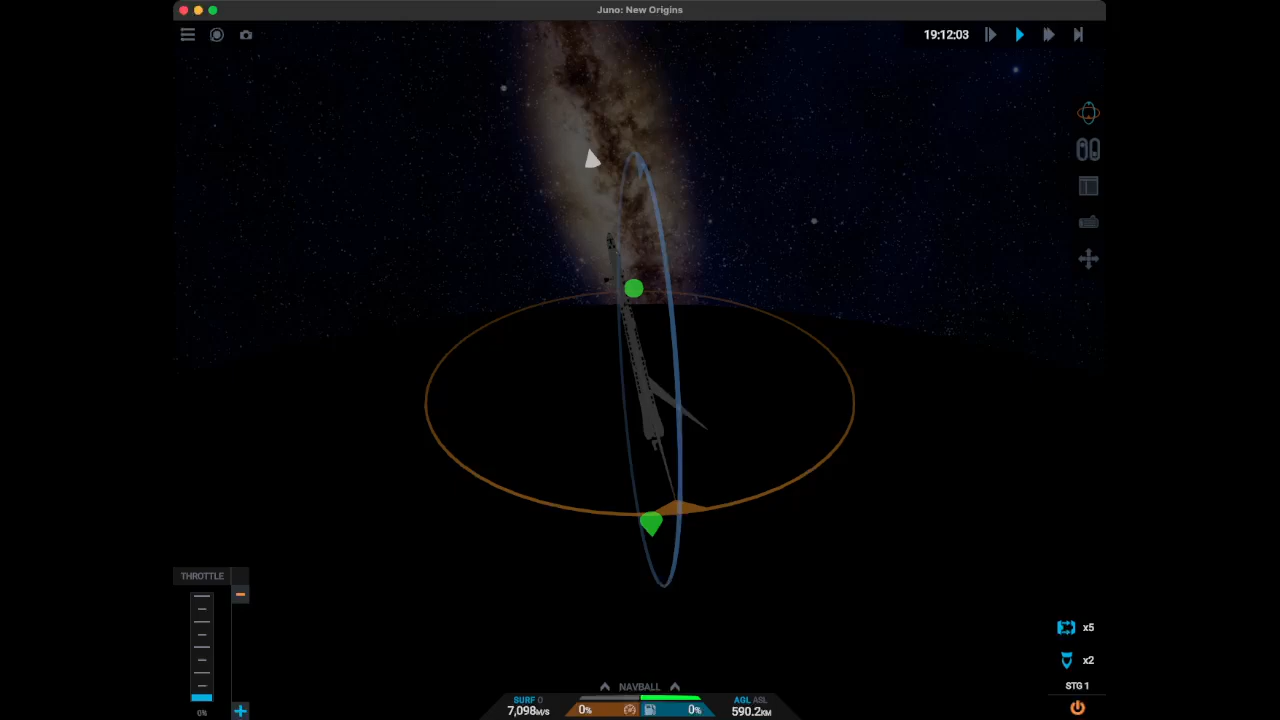 Juno: New Origins
19:12:03
THROTTLE
0%
x5
x2
STG 1
NAVBALL
SURF O
7,098M/S
0%
0%
AGL ASL
590.2KM